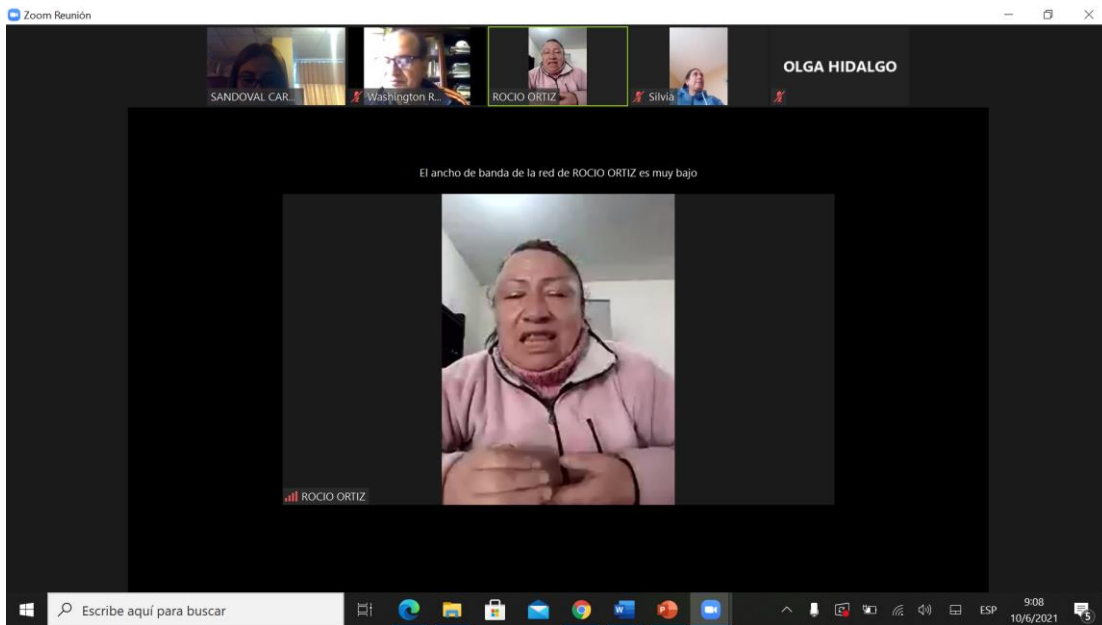 Zoom Reunión
SANDOVAL CAR...
Washington R...
ROCIO ORTIZ
Silvia
OLGA HIDALGO
El ancho de banda de la red de ROCIO ORTIZ es muy bajo
ROCIO ORTIZ
Escribe aquí para buscar
ESP
9:08
10/6/2021
5